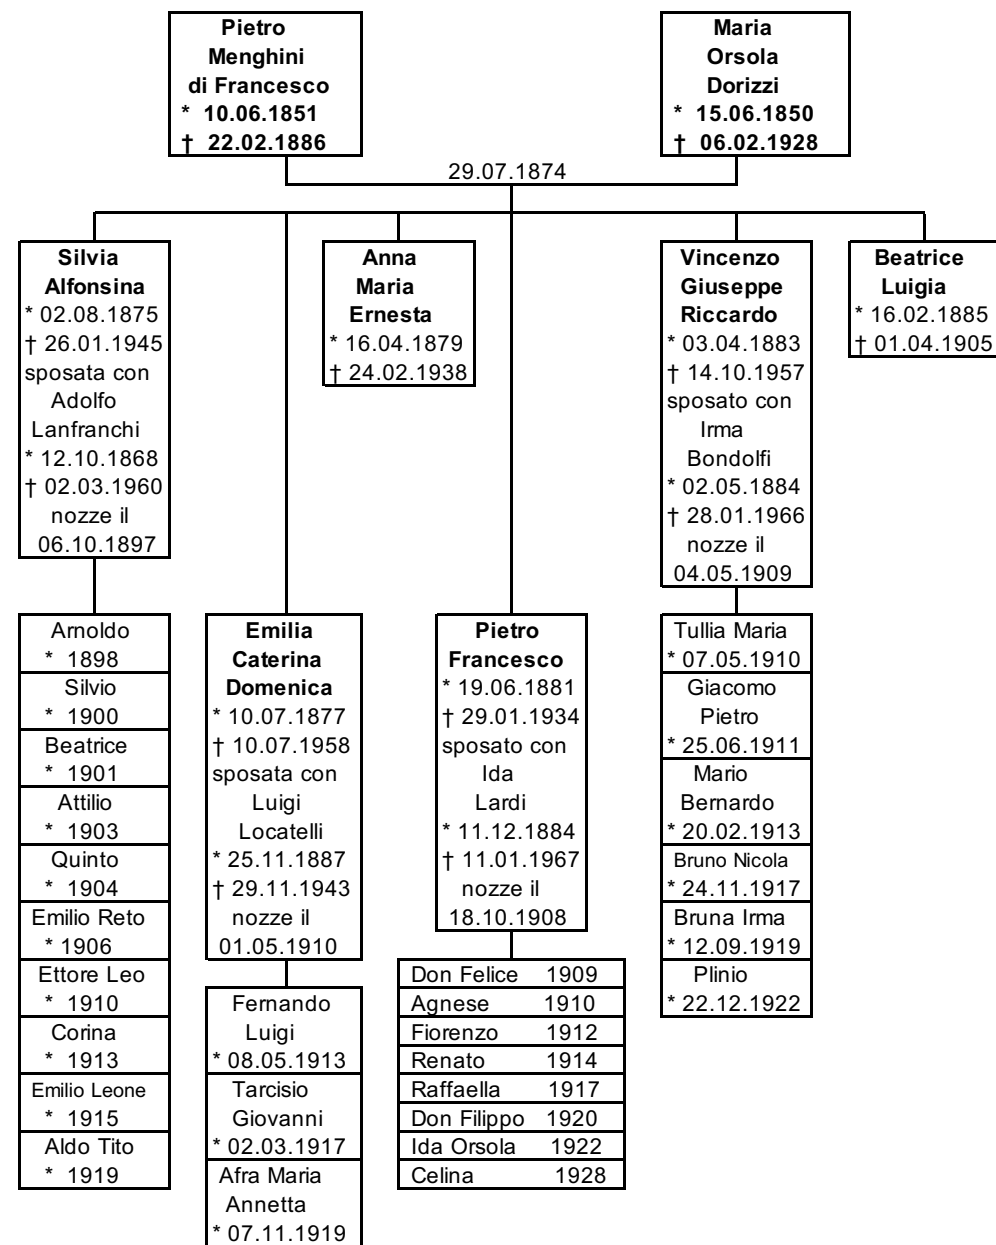 Pietro
Menghini
di Francesco
* 10.06.1851
† 22.02.1886
Maria
Orsola
Dorizzi
* 15.06.1850
† 06.02.1928
29.07.1874
Silvia
Alfonsina
* 02.08.1875
† 26.01.1945
sposata con
Adolfo
Lanfranchi
* 12.10.1868
† 02.03.1960
nozze il
06.10.1897
Anna
Maria
Ernesta
* 16.04.1879
† 24.02.1938
Vincenzo
Giuseppe
Riccardo
* 03.04.1883
† 14.10.1957
sposato con
Irma
Bondolfi
* 02.05.1884
† 28.01.1966
nozze il
04.05.1909
Beatrice
Luigia
* 16.02.1885
† 01.04.1905
Arnoldo
* 1898
Silvio
* 1900
Beatrice
* 1901
Attilio
* 1903
Quinto
* 1904
Emilio Reto
* 1906
Ettore Leo
* 1910
Corina
* 1913
Emilio Leone
* 1915
Aldo Tito
* 1919
Emilia
Caterina
Domenica
* 10.07.1877
† 10.07.1958
sposata con
Luigi
Locatelli
* 25.11.1887
† 29.11.1943
nozze il
01.05.1910
Fernando
Luigi
* 08.05.1913
Tarcisio
Giovanni
* 02.03.1917
Afra Maria
Annetta
* 07.11.1919
Pietro
Francesco
* 19.06.1881
† 29.01.1934
sposato con
Ida
Lardi
* 11.12.1884
† 11.01.1967
nozze il
18.10.1908
Don Felice 1909
Agnese 1910
Fiorenzo 1912
Renato 1914
Raffaella 1917
Don Filippo 1920
Ida Orsola 1922
Celina 1928
Tullia Maria
* 07.05.1910
Giacomo
Pietro
* 25.06.1911
Mario
Bernardo
* 20.02.1913
Bruno Nicola
* 24.11.1917
Bruna Irma
* 12.09.1919
Plinio
* 22.12.1922